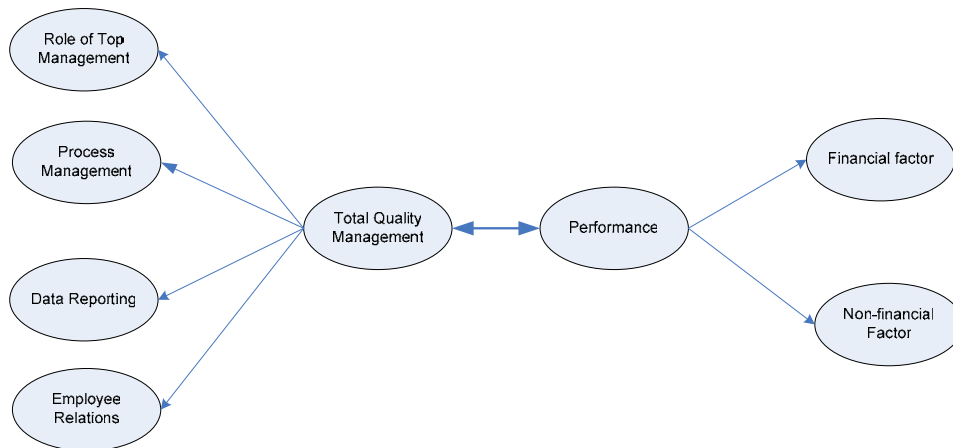 Role of Top
Management
Process
Management
Data Reporting
Employee
Relations
Total Quality
Management
Performance
Financial factor
Non-financial
Factor